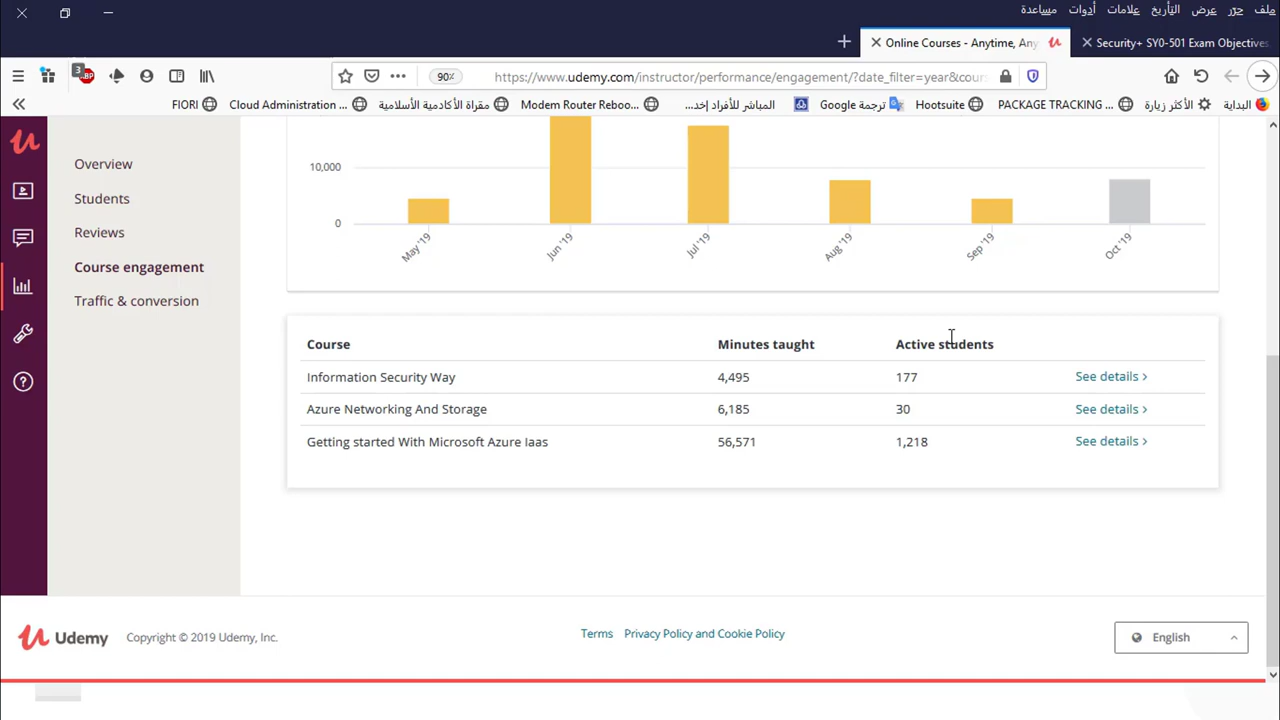 ملف حرّر عرض التأريخ علامات أدوات مساعدة
Online Courses - Anytime, Any
Security+ SY0-501 Exam Objectives
3
ABP
90%
https://www.udemy.com/instructor/performance/engagement/?date_filter=year&cours
البداية
الأكثر زيارة
PACKAGE TRACKING ...
Hootsuite
ترجمة Google
المباشر للأفراد إخد...
Modem Router Reboo...
مقرأة الأكاديمية الأسلامية
Cloud Administration ...
FIORI
Overview
Students
Reviews
Course engagement
Traffic & conversion
10,000
0
May '19
Jun '19
Jul '19
Aug '19
Sep '19
Oct '19
Course Minutes taught Active students
Information Security Way 4,495 177 See details >
Azure Networking And Storage 6,185 30 See details >
Getting started With Microsoft Azure Iaas 56,571 1,218 See details >
Udemy
Copyright © 2019 Udemy, Inc.
Terms
Privacy Policy and Cookie Policy
English